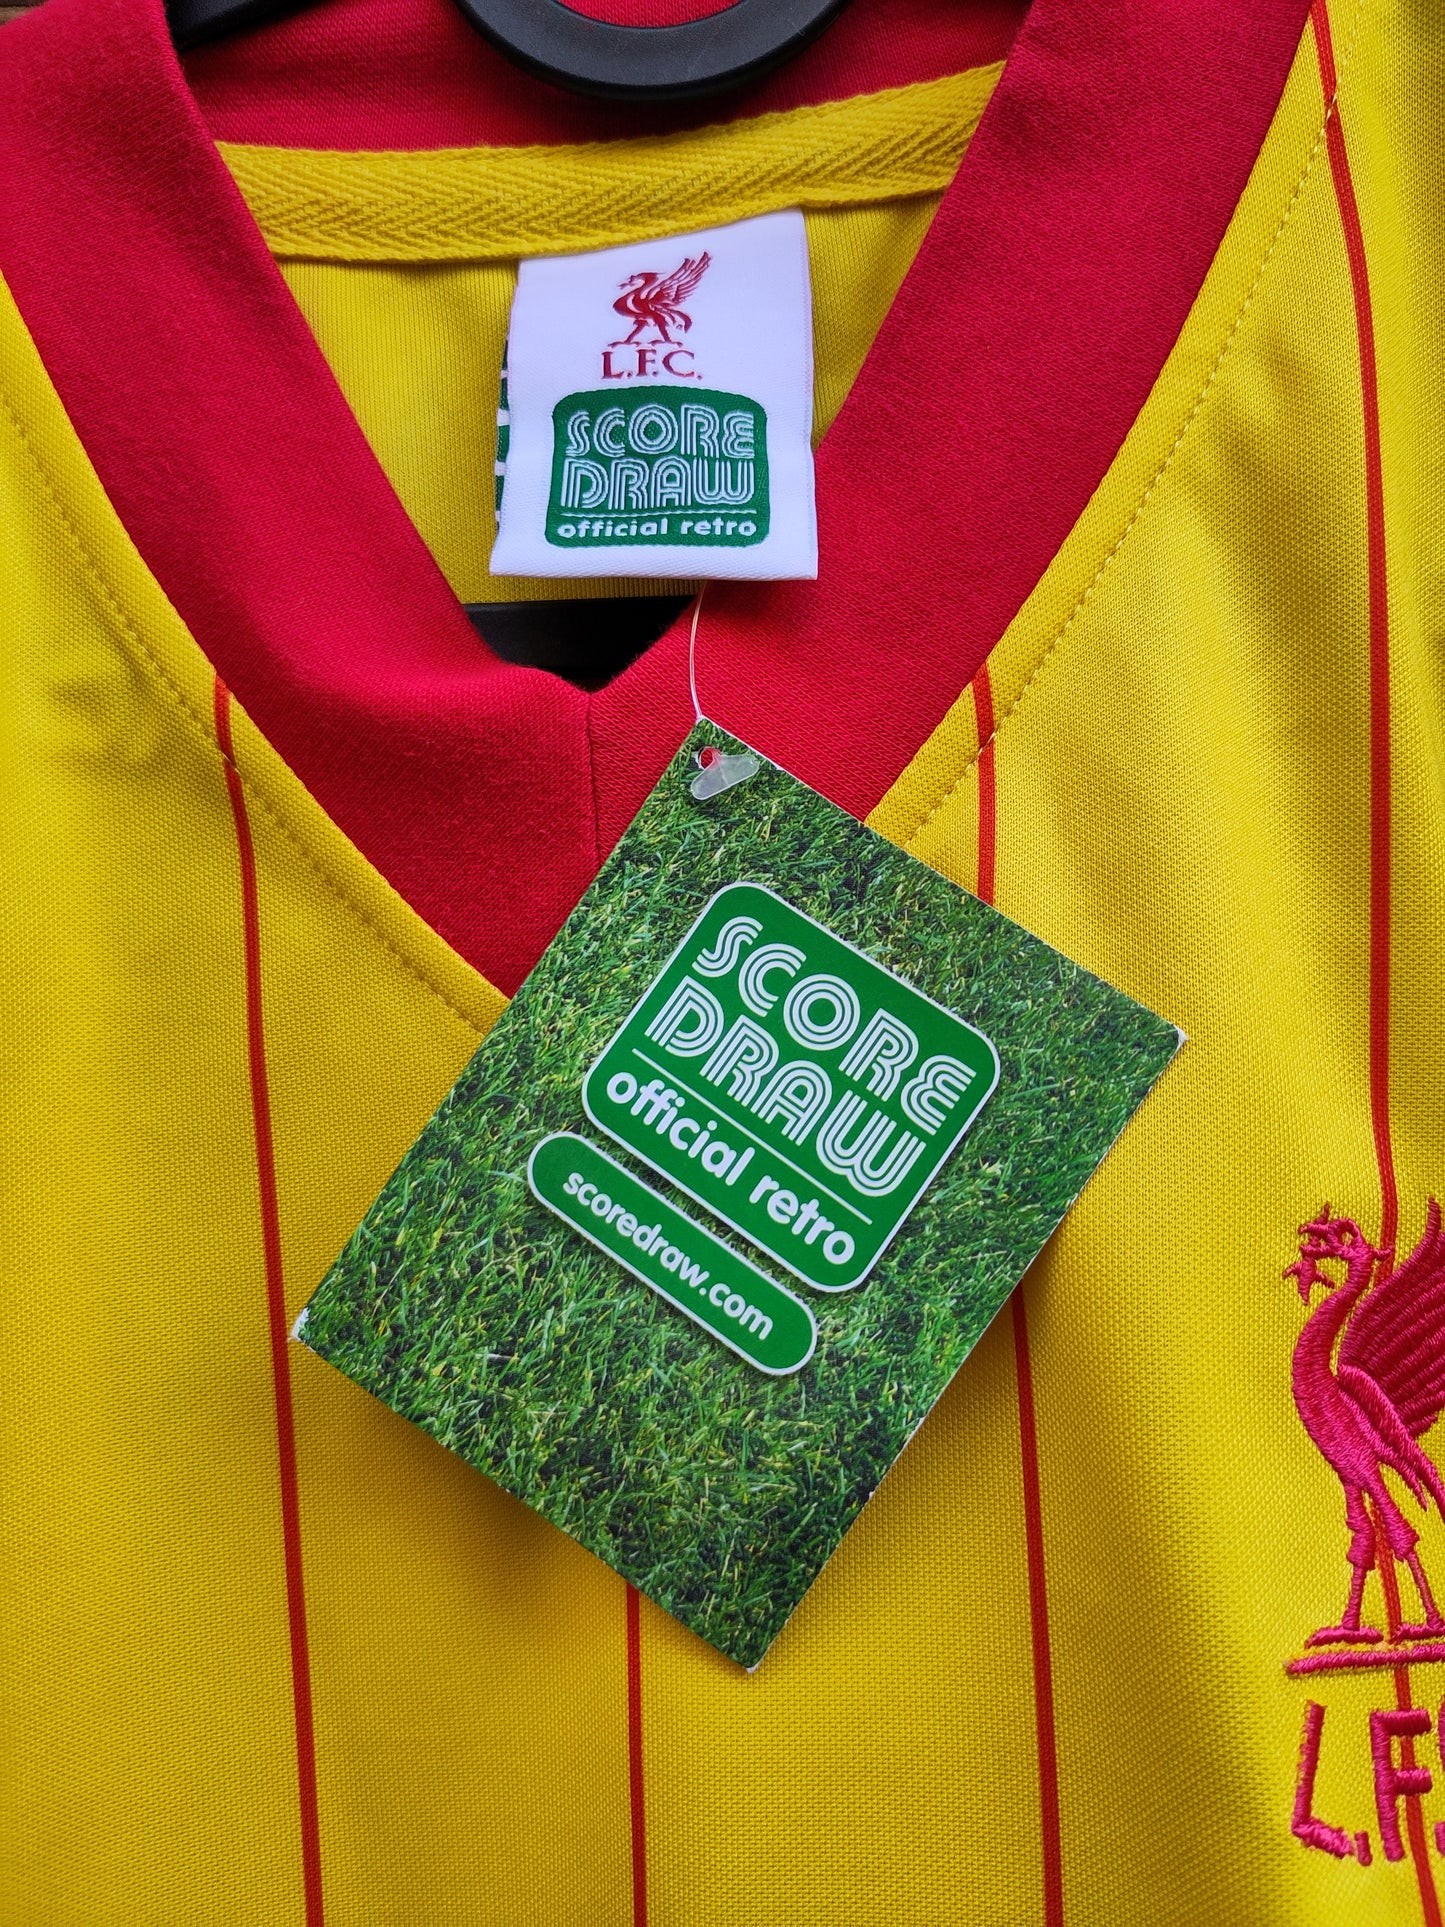 L.F.C.
SCORE
DRAW
official retro
SCORE
DRAW
official retro
scoredraw.com
L.F.